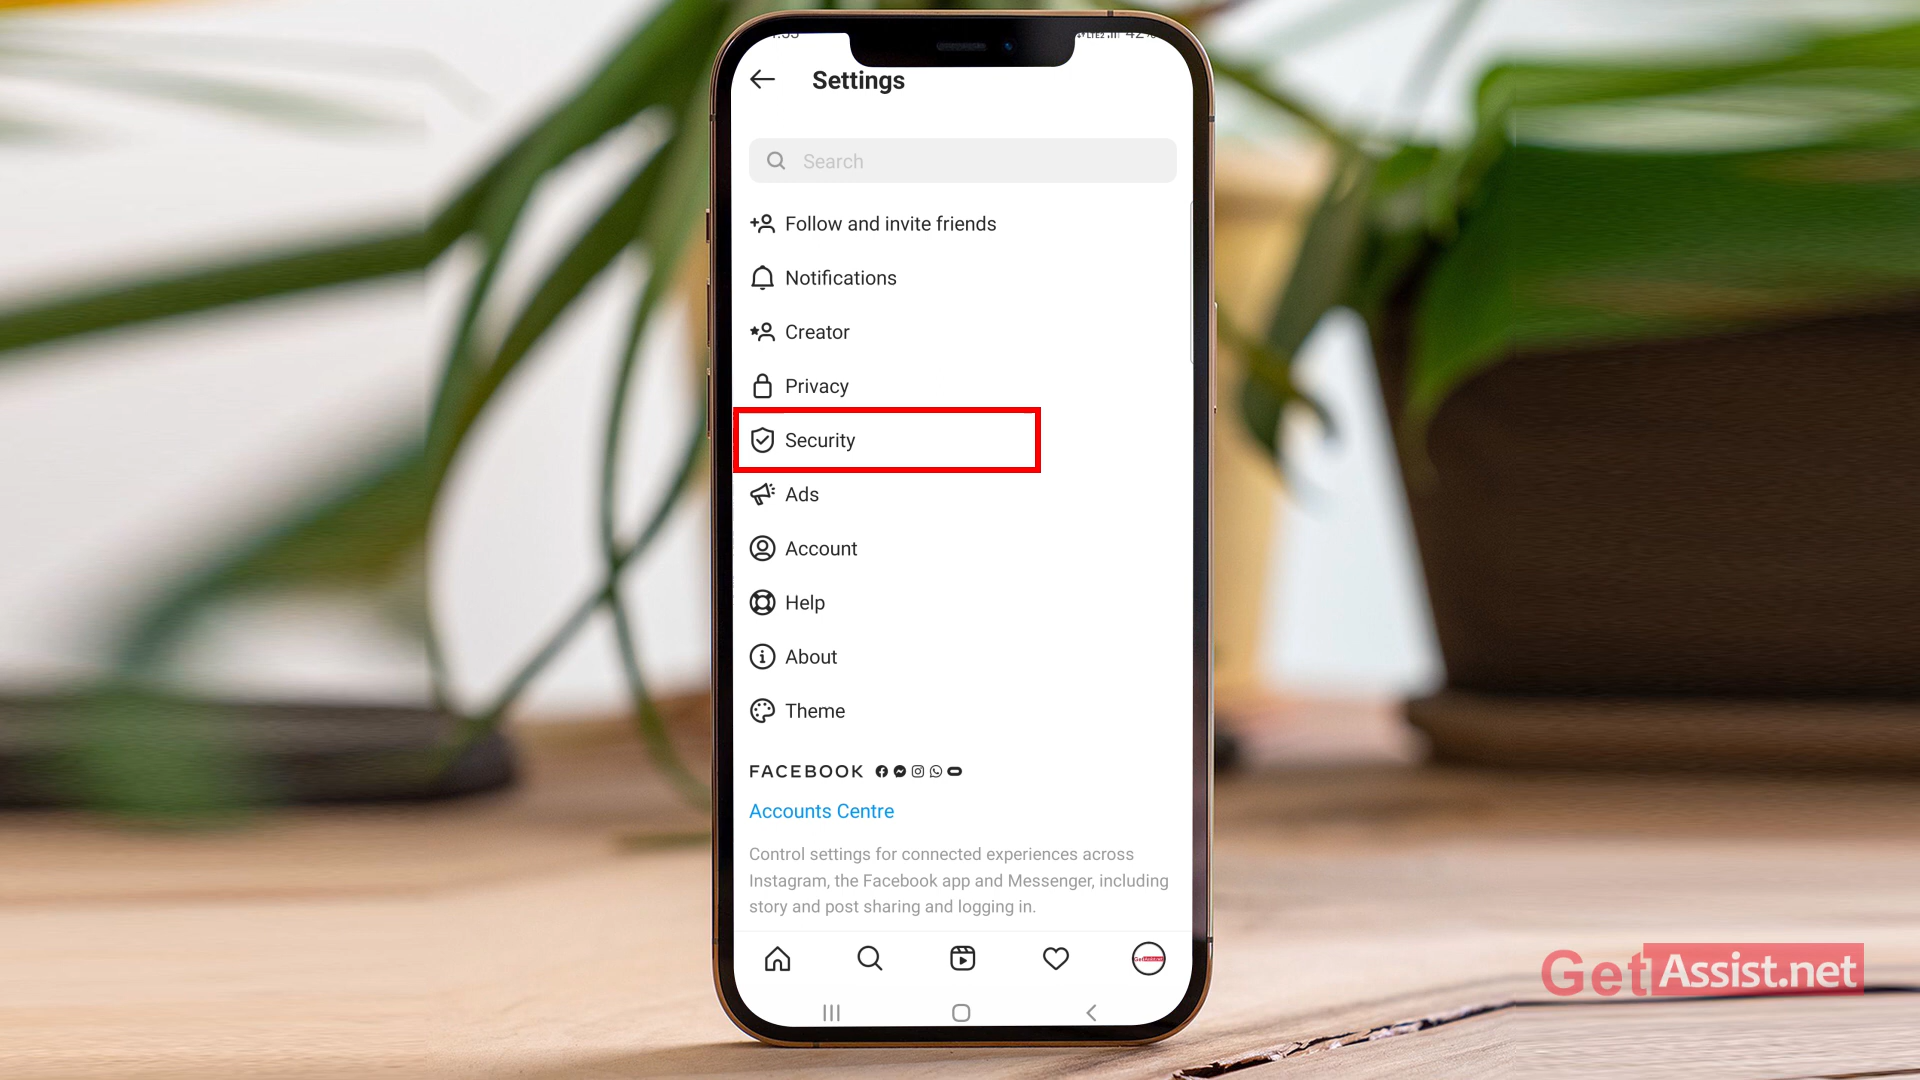 Settings
Search
Follow and invite friends
Notifications
Creator
Privacy
Security
Ads
Account
Help
About
Theme
FACEBOOK
Accounts Centre
Control settings for connected experiences across
Instagram, the Facebook app and Messenger, including
story and post sharing and logging in.
GetAssist.net